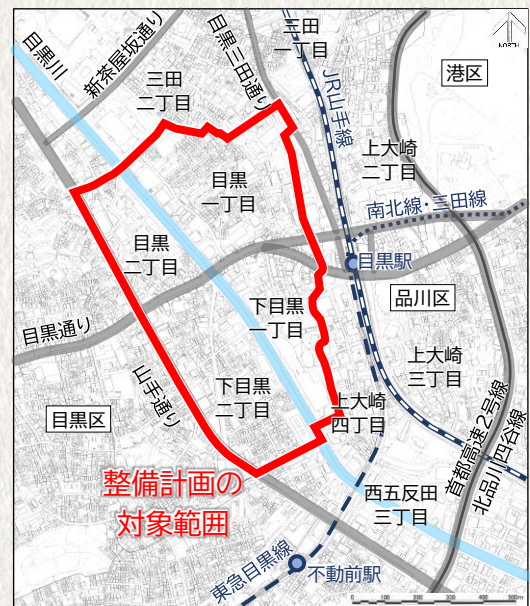 三田
一丁目
NORTH
目黒川
新茶屋坂通り
目黒三田通り
JR山手線
港区
三田
二丁目
上大崎
二丁目
目黒
一丁目
南北線・三田線
目黒
二丁目
目黒駅
品川区
目黒通り
下目黒
一丁目
上大崎
三丁目
山手通り
下目黒
二丁目
上大崎
四丁目
目黒区
首都高速2号線
北品川四谷線
整備計画の
対象範囲
西五反田
三丁目
東急目黒線
不動前駅
0 100 200 300 400 500m